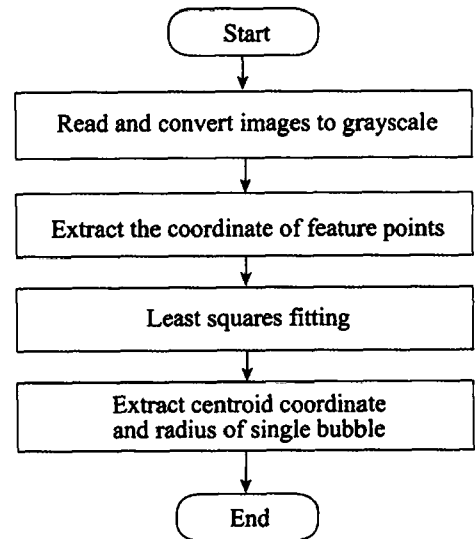 Start
Read and convert images to grayscale
Extract the coordinate of feature points
Least squares fitting
Extract centroid coordinate
and radius of single bubble
End